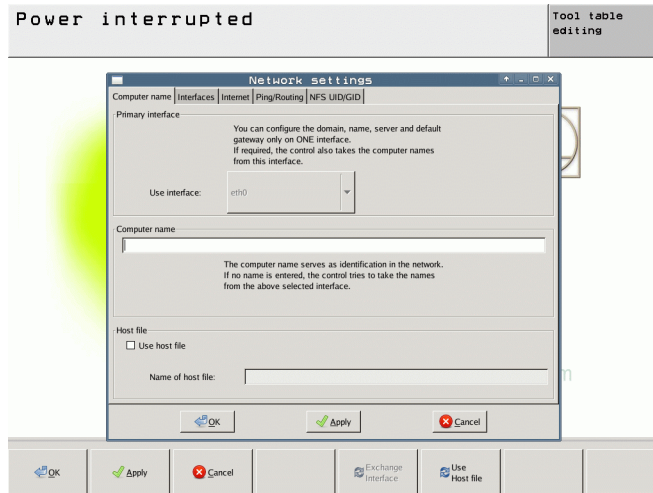 Power interrupted
Tool table
editing
Network settings
Computer name Interfaces Internet Ping/Routing NFS UID/GID
Primary interface
You can configure the domain, name, server and default
gateway only on ONE interface.
If required, the control also takes the computer names
from this interface.
Use interface: eth0
Computer name
The computer name serves as identification in the network.
If no name is entered, the control tries to take the names
from the above selected interface.
Host file
Use host file
Name of host file:
OK Apply Cancel
OK Apply Cancel Exchange
Interface Use
Host file